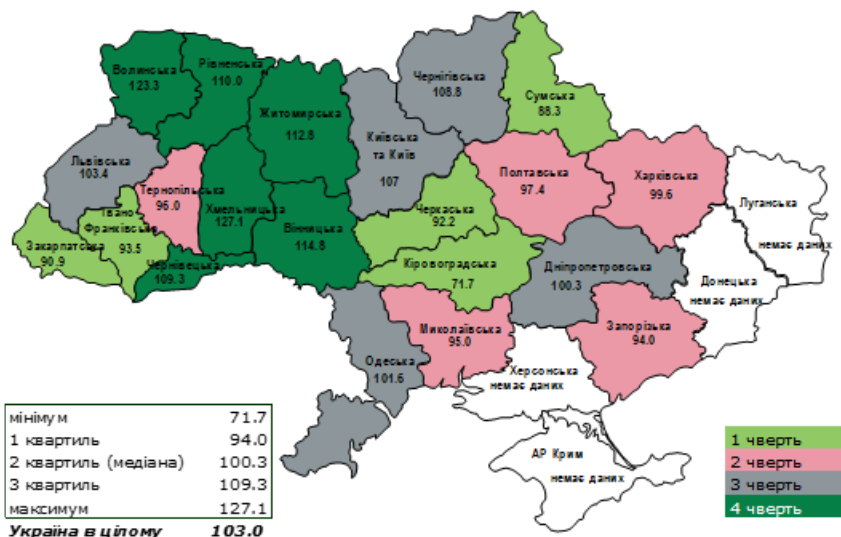 Волинська
123.3
Рівненська
110.0
Житомирська
112.8
Чернігівська
108.8
Сумська
88.3
Київська
та Київ
107
Львівська
103.4
Тернопільська
96.0
Хмельницька
127.1
Вінницька
114.8
Черкаська
92.2
Полтавська
97.4
Харківська
99.6
Луганська
немає даних
Закарпатська
90.9
Івано
Франківська
93.5
Чернівецька
109.3
Кіровоградська
71.7
Дніпропетровська
100.3
Донецька
немає даних
Миколаївська
95.0
Запорізька
94.0
Одеська
101.6
Херсонська
немає даних
АР Крим
немає даних
мінімум 71.7
1 квартиль 94.0
2 квартиль (медіана) 100.3
3 квартиль 109.3
максимум 127.1
Україна в цілому 103.0
1 чверть
2 чверть
3 чверть
4 чверть